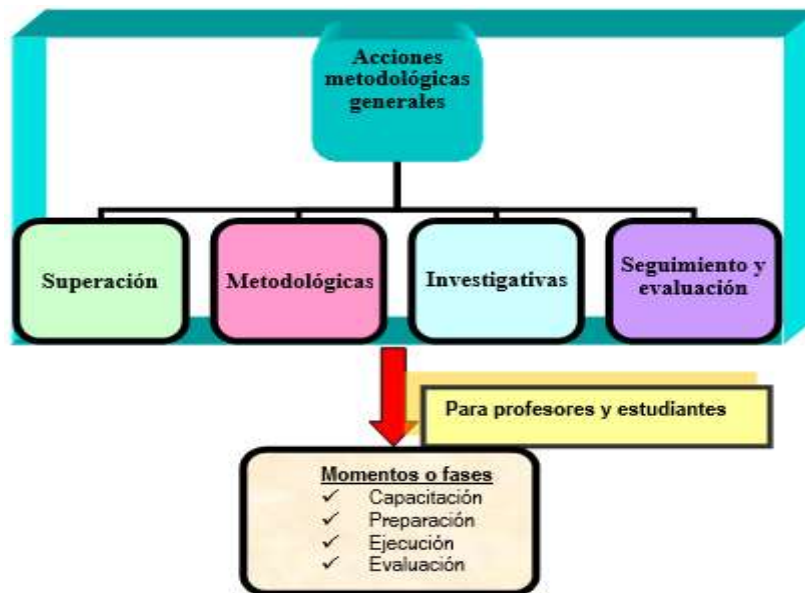 Acciones
metodológicas
generales
Superación
Metodológicas
Investigativas
Seguimiento y
evaluación
Para profesores y estudiantes
Momentos o fases
✓ Capacitación
✓ Preparación
✓ Ejecución
✓ Evaluación